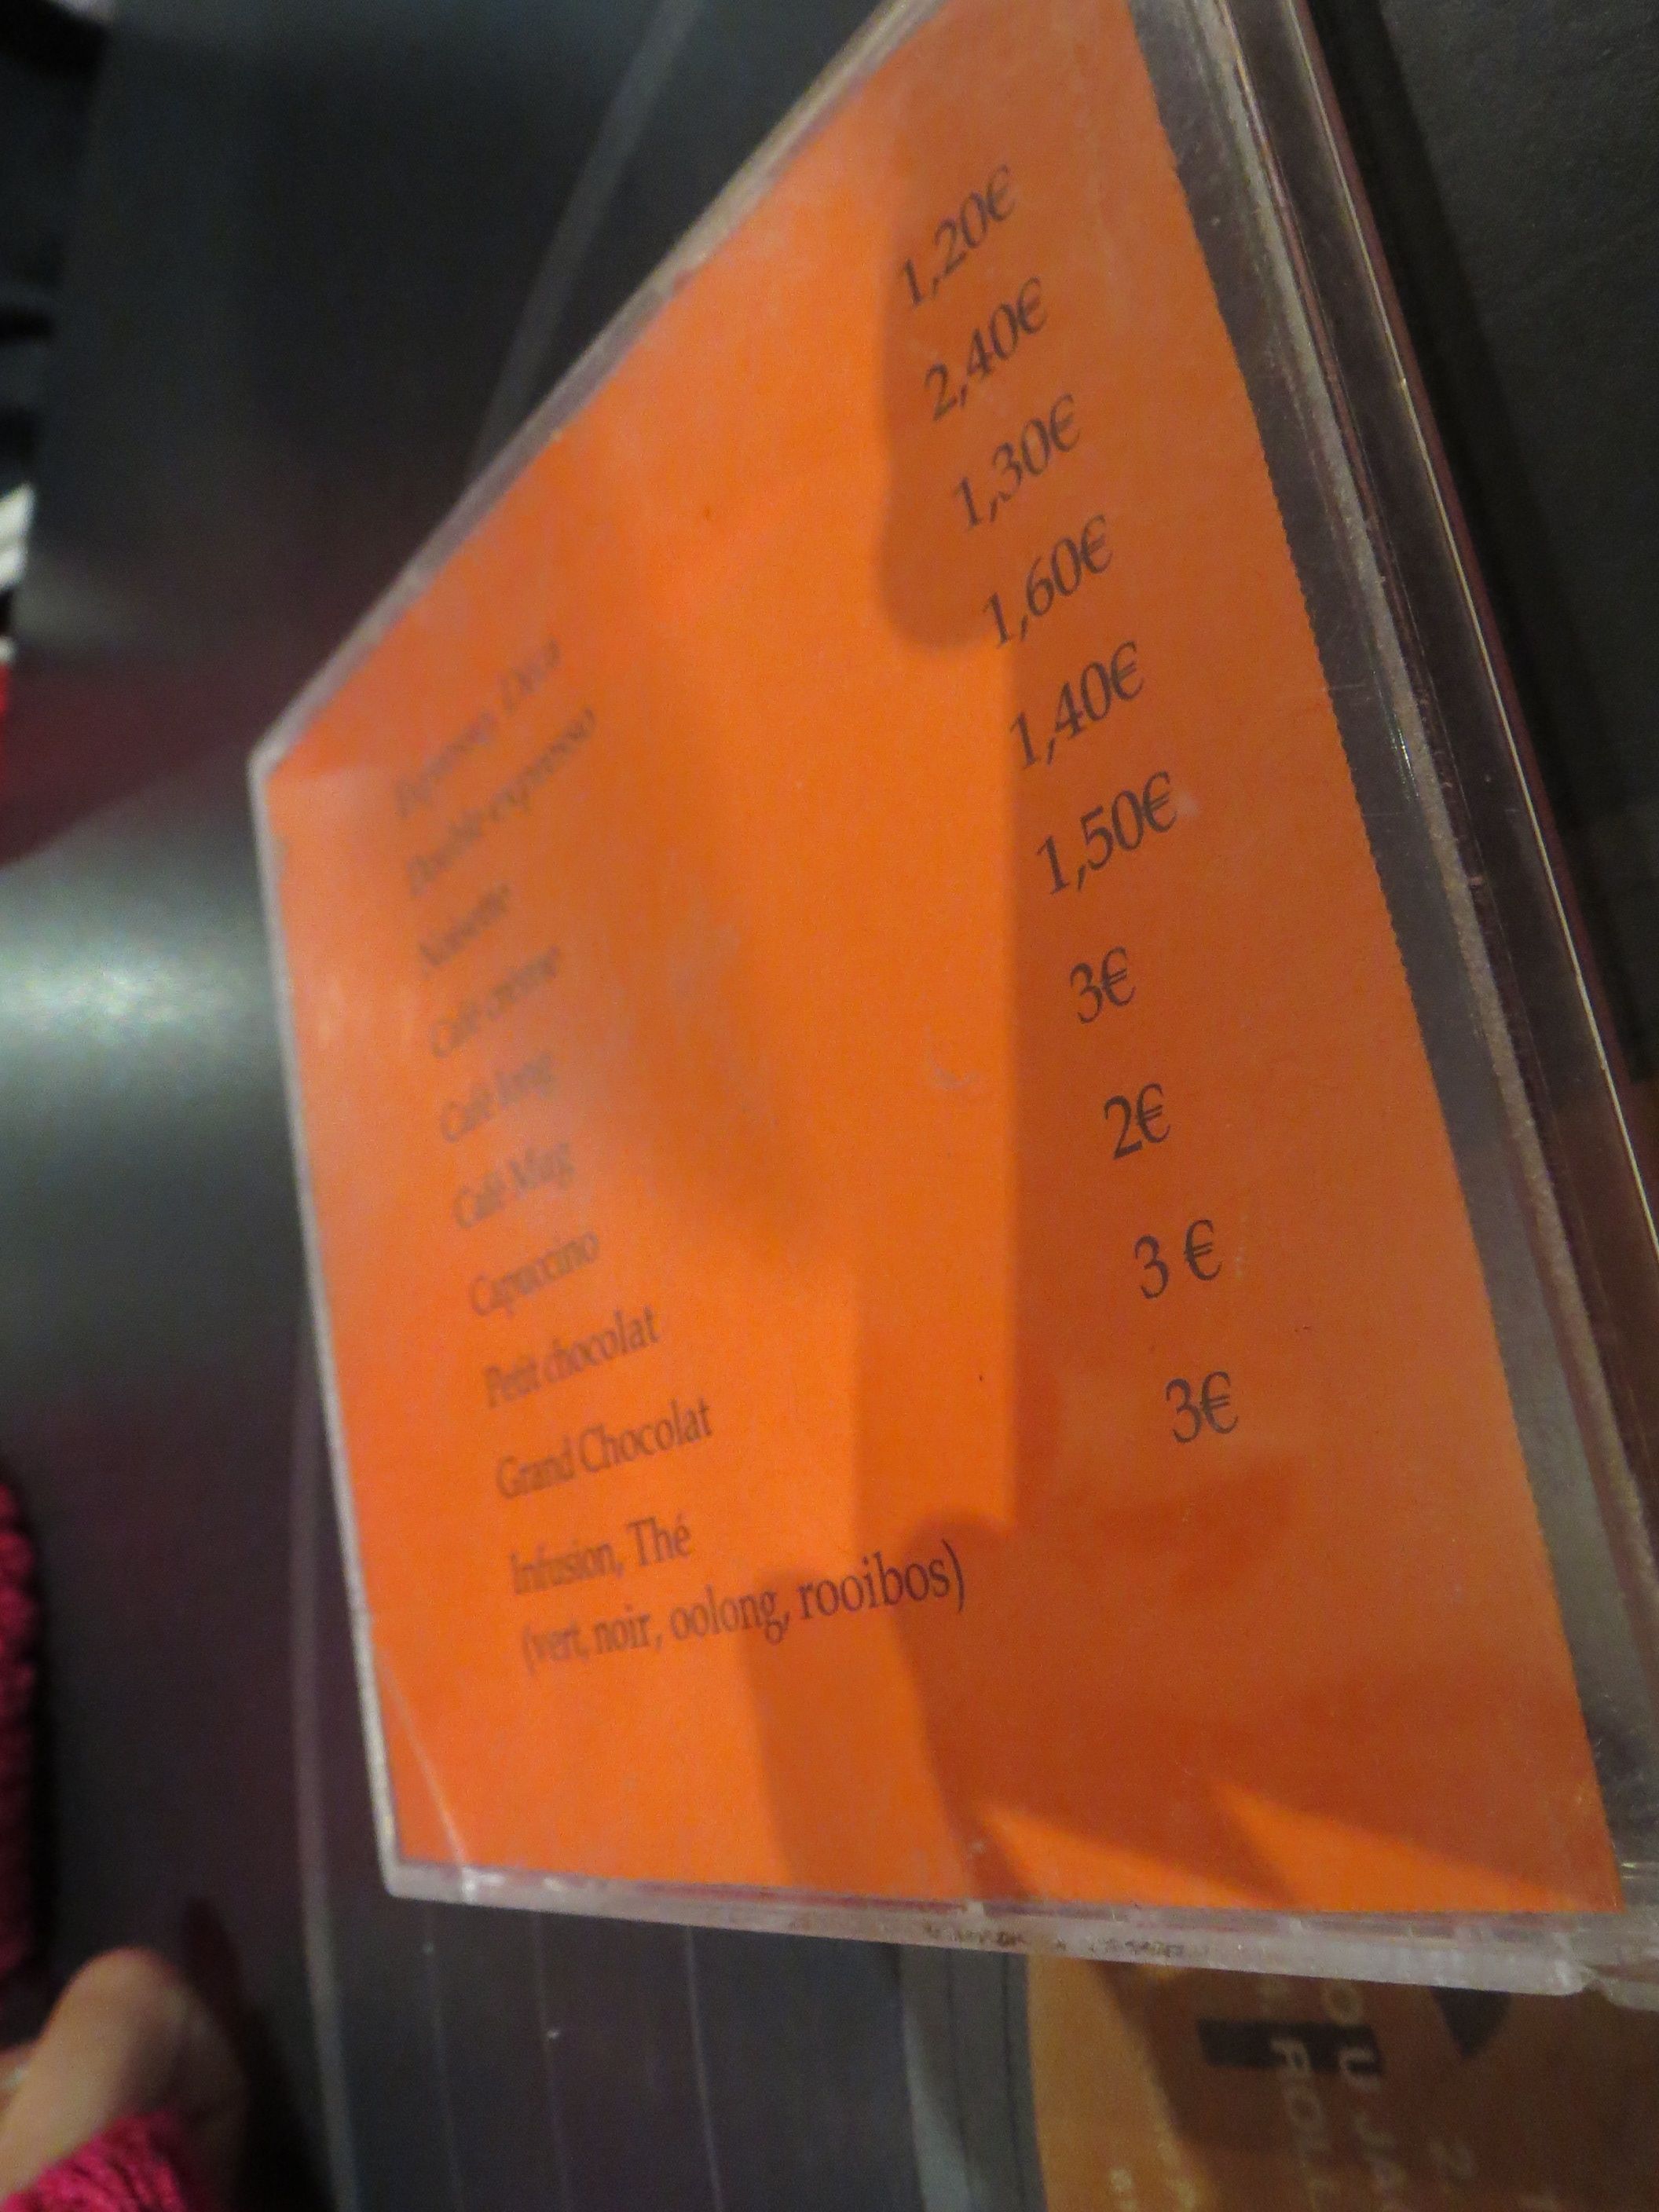 Expresso, Déca 1,20€
Double expresso 2,40€
Noisette 1,30€
Café crème 1,60€
Café long 1,40€
Café Mug 1,50€
Capuccino 3€
Petit chocolat 2€
Grand Chocolat 3 €
Infusion, Thé 3€
(vert, noir, oolong, rooibos)